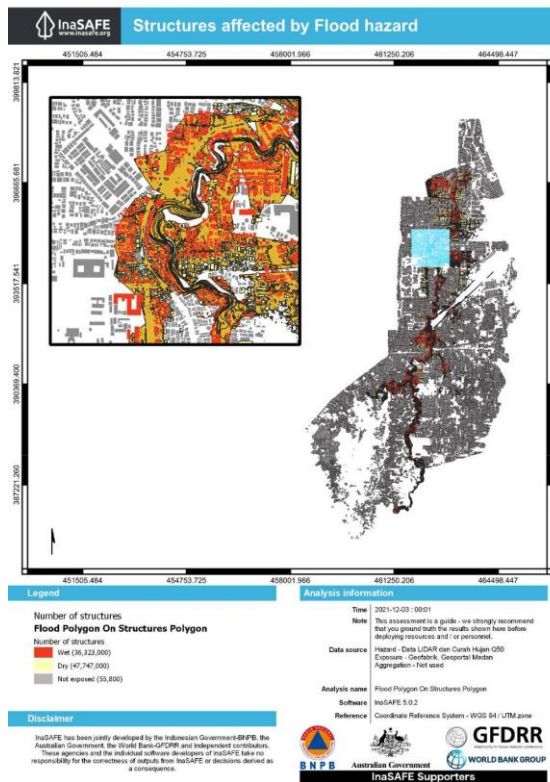 InaSAFE
www.inasafe.org
Structures affected by Flood hazard
451505.484 454753.725 458001.966 461250.206 464498.447
399813.821
396665.681
393517.541
390369.400
387221.260
451505.484 454753.725 458001.966 461250.206 464498.447
Legend
Number of structures
Flood Polygon On Structures Polygon
Number of structures
Wet (36,323,000)
Dry (47,747,000)
Not exposed (55,800)
Disclaimer
InaSAFE has been jointly developed by the Indonesian Government-BNPB, the
Australian Government, the World Bank-GFDRR and independent contributors.
These agencies and the individual software developers of InaSAFE take no
responsibility for the correctness of outputs from InaSAFE or decisions derived as
a consequence.
Analysis information
Time 2021-12-03 : 00:01
Note This assessment is a guide - we strongly recommend
that you ground truth the results shown here before
deploying resources and / or personnel.
Data source Hazard - Data LIDAR dan Curah Hujan Q50
Exposure - Geofabrik, Geoportal Medan
Aggregation - Not used
Analysis name Flood Polygon On Structures Polygon
Software InaSAFE 5.0.2
Reference Coordinate Reference System - WGS 84 / UTM zone
BNPB
Australian Government
GFDRR
WORLD BANK GROUP
InaSAFE Supporters